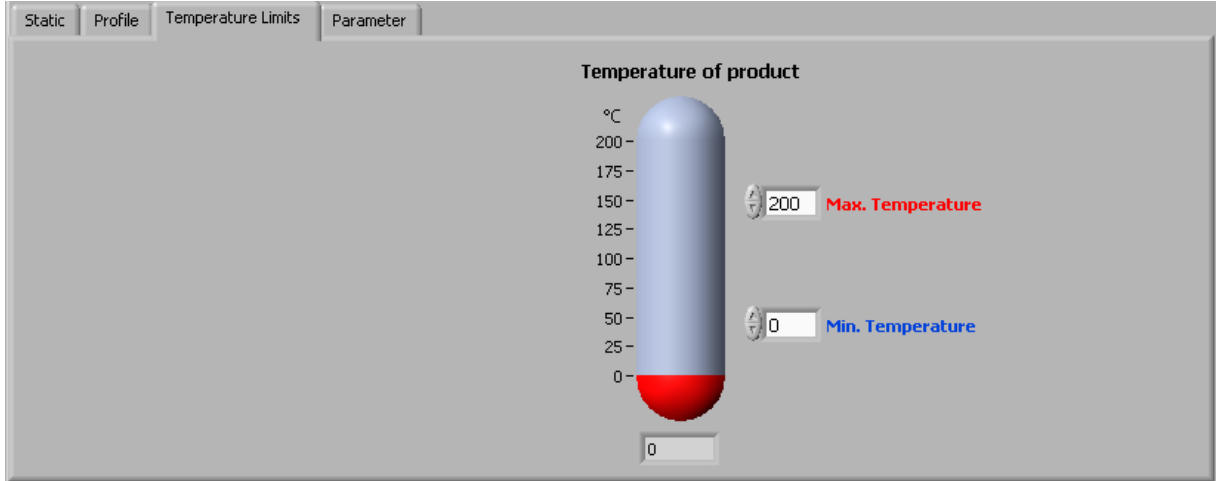 Static Profile Temperature Limits Parameter
Temperature of product
°C
200
175
150
125
100
75
50
25
0
200 Max. Temperature
0 Min. Temperature
0